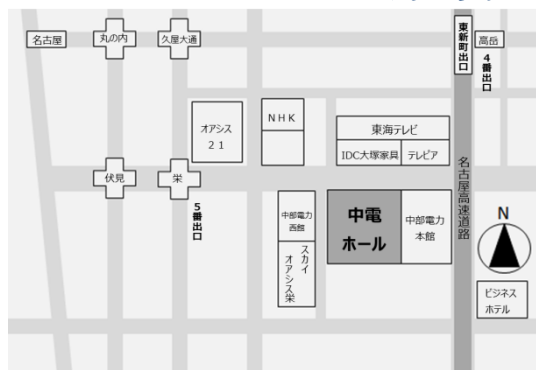 名古屋
丸の内
久屋大通
東新町出口
高岳
4番出口
オアシス
21
NHK
東海テレビ
IDC大塚家具
テレピア
名古屋高速道路
伏見
栄
5番出口
中部電力
西館
スカイ
オアシス栄
中電
ホール
中部電力
本館
N
ビジネス
ホテル